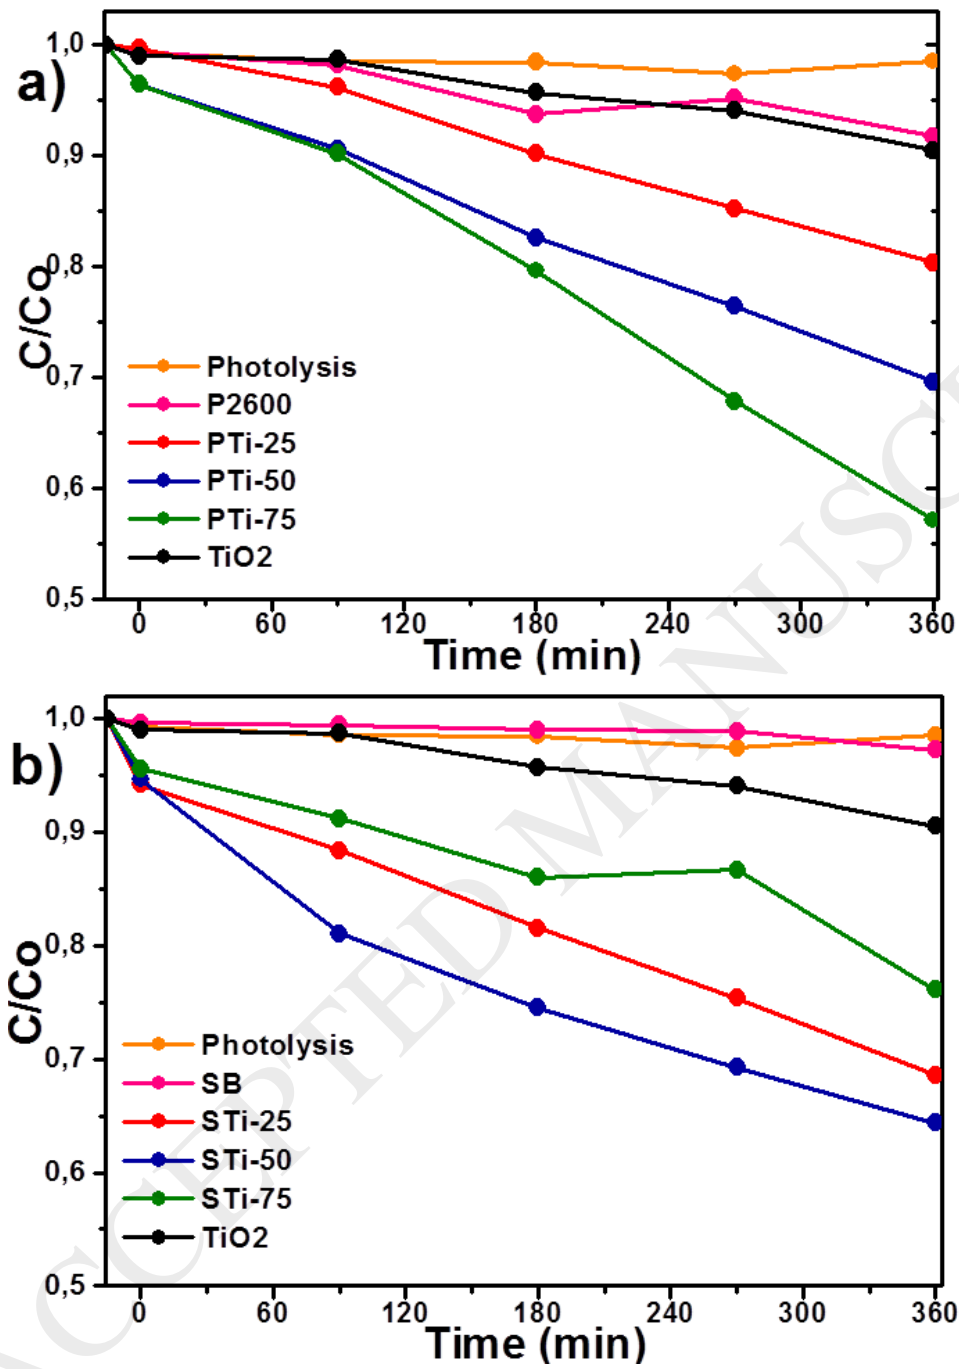 a)
1,0
0,9
0,8
0,7
0,6
0,5
C/Co
Photolysis
P2600
PTi-25
PTi-50
PTi-75
TiO2
0 60 120 180 240 300 360
Time (min)
b)
1,0
0,9
0,8
0,7
0,6
0,5
C/Co
Photolysis
SB
STi-25
STi-50
STi-75
TiO2
0 60 120 180 240 300 360
Time (min)
ACCEPTED MANUSC